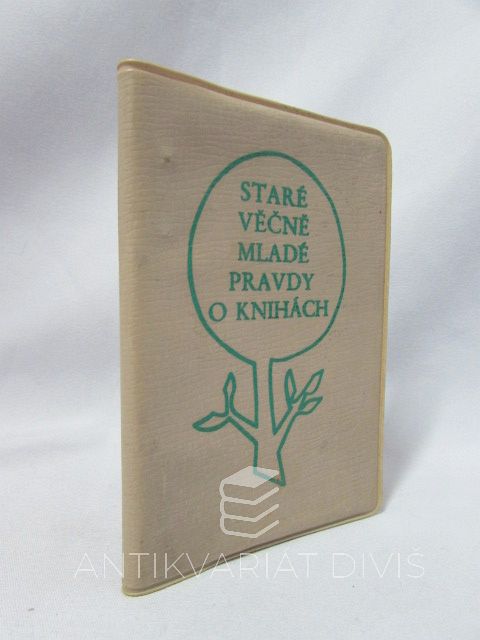 STARÉ
VĚČNĚ
MLADÉ
PRAVDY
O KNIHÁCH
ANTIKVARIÁT DIVIŠ